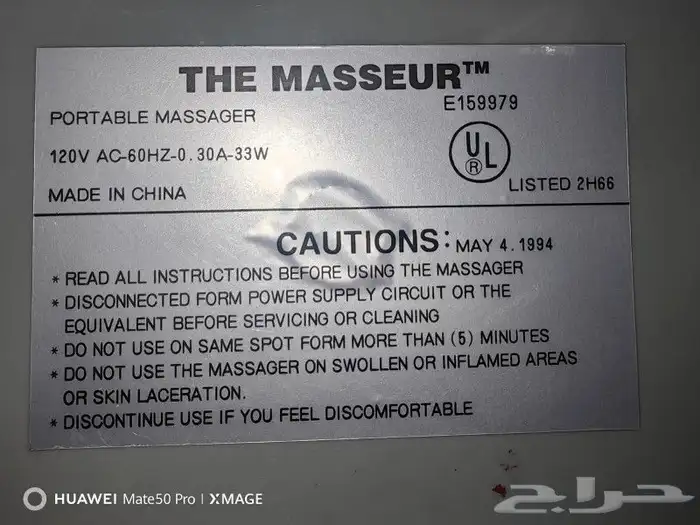 THE MASSEUR™
E159979
PORTABLE MASSAGER
120V AC-60HZ-0.30A-33W
UL
®
LISTED 2H66
MADE IN CHINA
CAUTIONS: MAY 4.1994
* READ ALL INSTRUCTIONS BEFORE USING THE MASSAGER
* DISCONNECTED FORM POWER SUPPLY CIRCUIT OR THE
EQUIVALENT BEFORE SERVICING OR CLEANING
* DO NOT USE ON SAME SPOT FORM MORE THAN (5) MINUTES
* DO NOT USE THE MASSAGER ON SWOLLEN OR INFLAMED AREAS
OR SKIN LACERATION.
* DISCONTINUE USE IF YOU FEEL DISCOMFORTABLE
HUAWEI Mate50 Pro | XMAGE
حراج